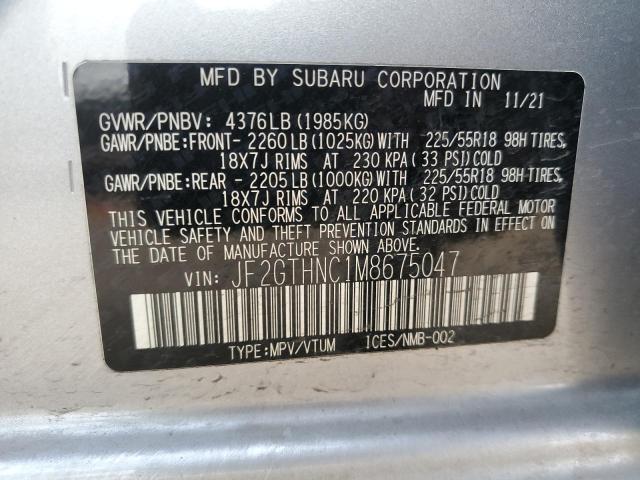 MFD BY SUBARU CORPORATION
MFD IN 11/21
GVWR/PNBV: 4376LB (1985KG)
GAWR/PNBE:FRONT- 2260LB (1025KG) WITH 225/55R18 98H TIRES,
18X7J RIMS AT 230 KPA (33 PSI) COLD
GAWR/PNBE:REAR - 2205LB (1000KG) WITH 225/55R18 98H TIRES,
18X7J RIMS AT 220 KPA (32 PSI) COLD
THIS VEHICLE CONFORMS TO ALL APPLICABLE FEDERAL MOTOR
VEHICLE SAFETY AND THEFT PREVENTION STANDARDS IN EFFECT ON
THE DATE OF MANUFACTURE SHOWN ABOVE.
VIN: JF2GTHNC1M8675047
TYPE:MPV/VTUM ICES/NMB-002